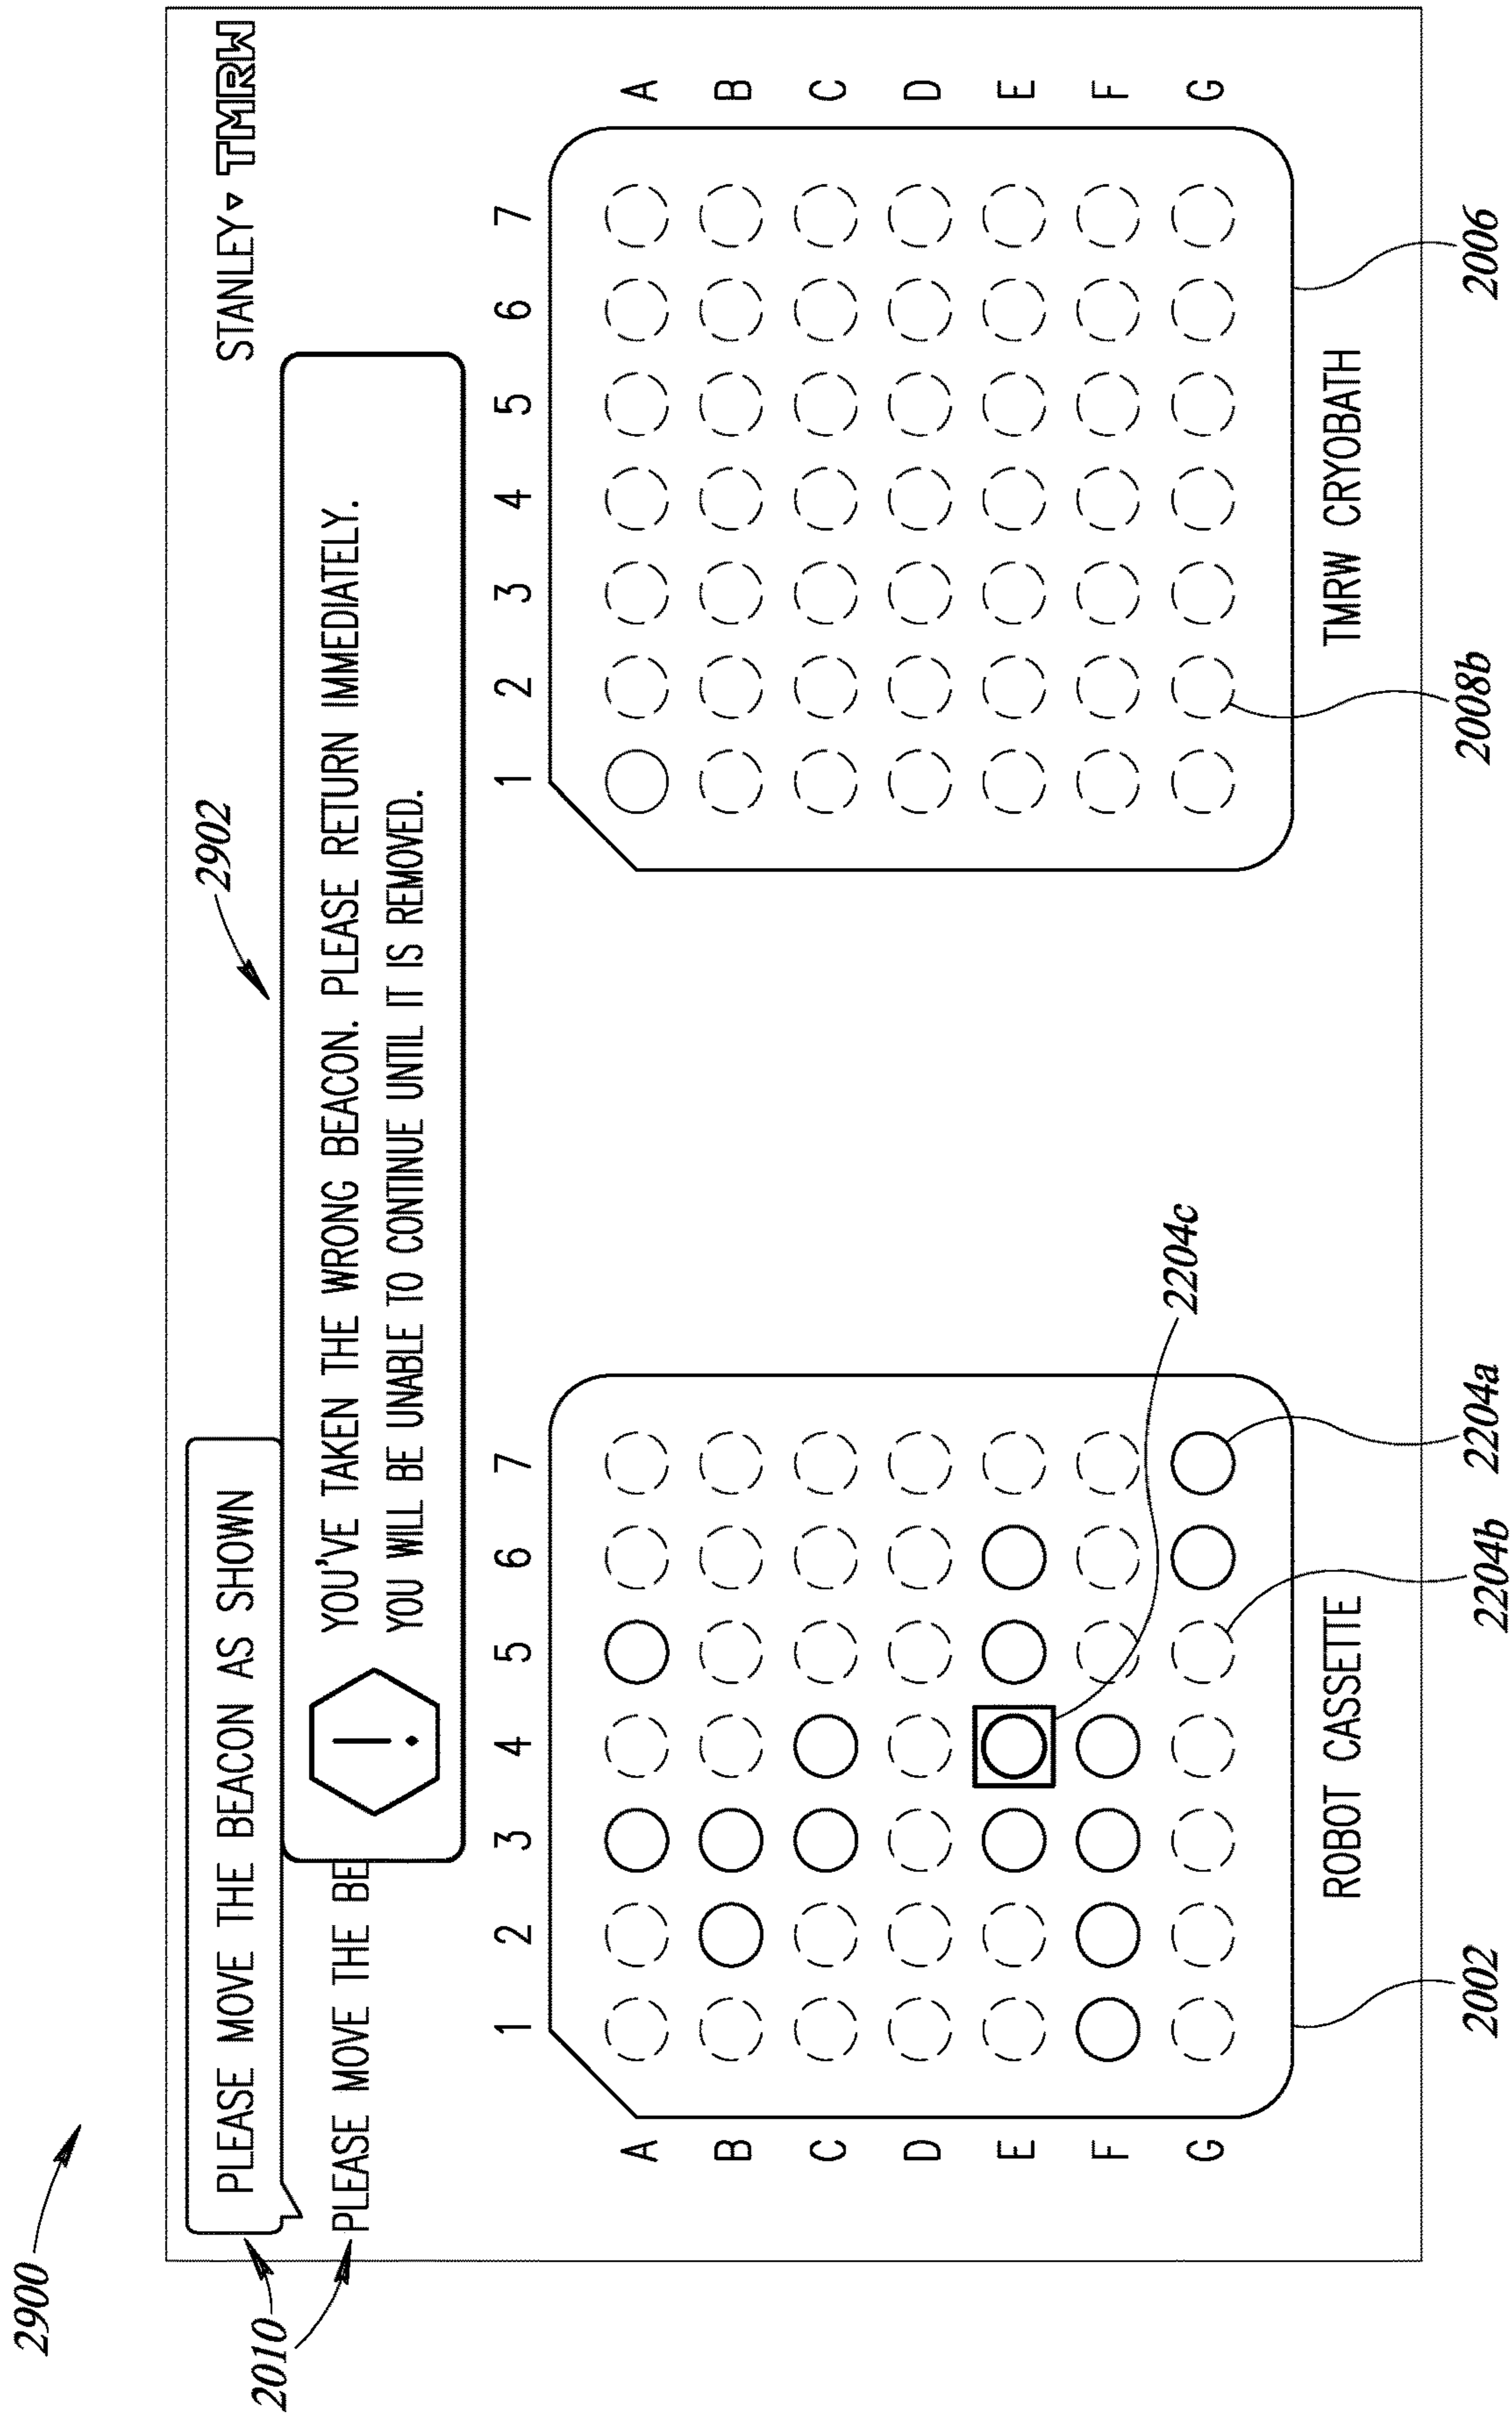 2900
2010
2902
PLEASE MOVE THE BEACON AS SHOWN
STANLEY TMRW
PLEASE MOVE THE BE
YOU'VE TAKEN THE WRONG BEACON. PLEASE RETURN IMMEDIATELY.
YOU WILL BE UNABLE TO CONTINUE UNTIL IT IS REMOVED.
!
1 2 3 4 5 6 7
A
B
C
D
E
F
G
2204c
ROBOT CASSETTE
2002
2204b
2204a
1 2 3 4 5 6 7
A
B
C
D
E
F
G
TMRW CRYOBATH
2008b
2006